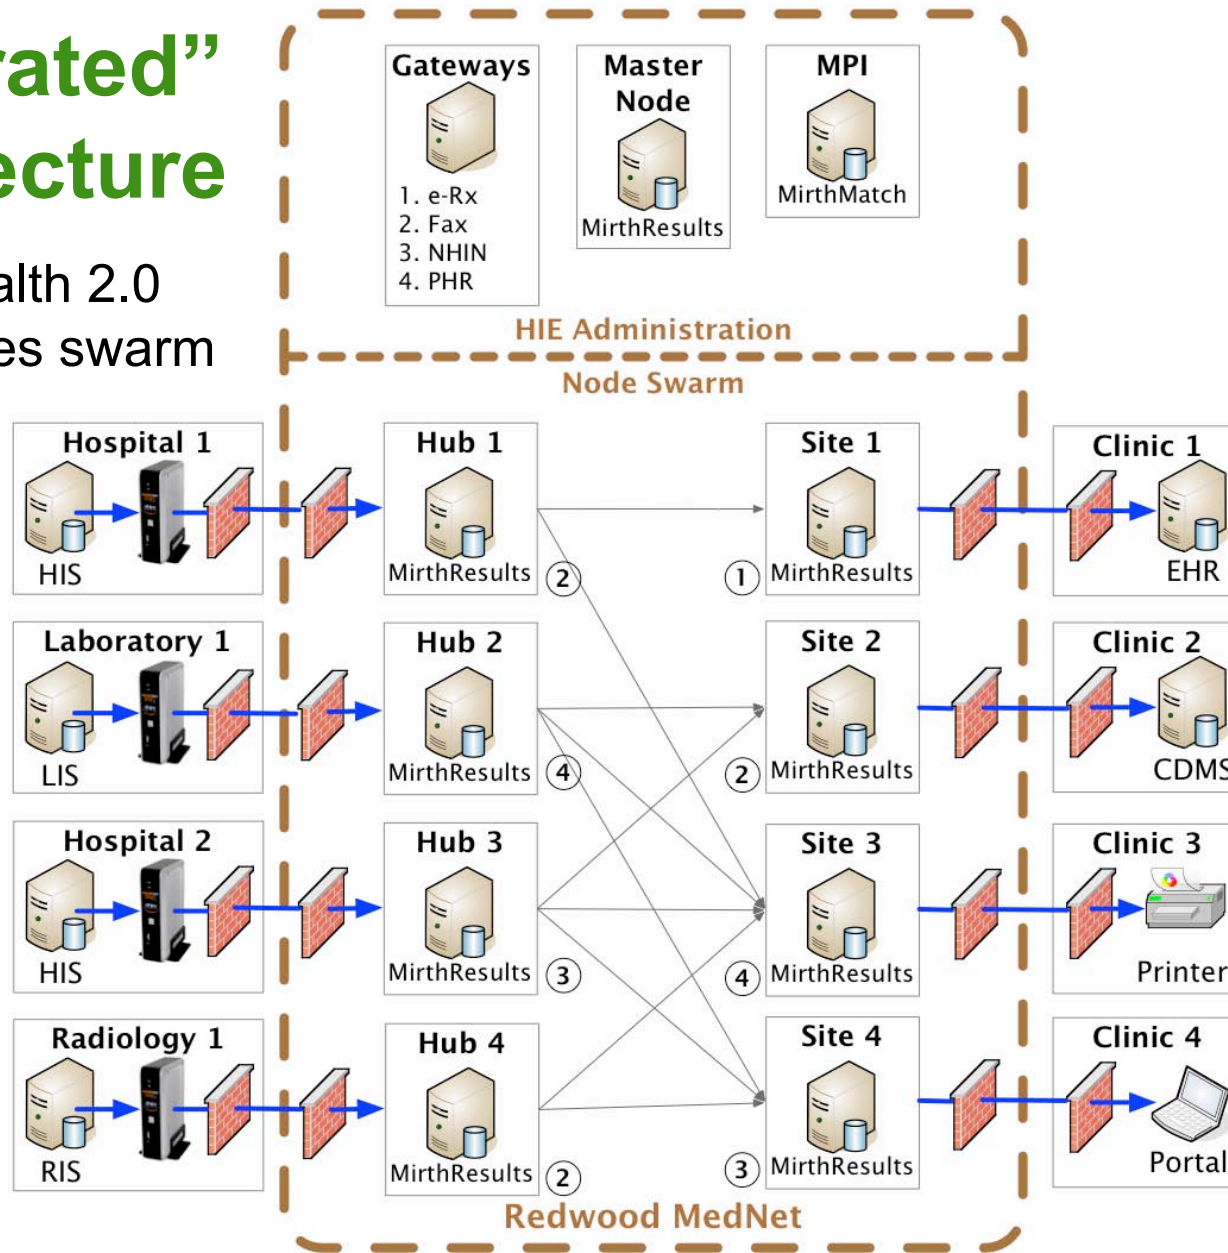 rated”
ecture
alth 2.0
es swarm
Gateways
1. e-Rx
2. Fax
3. NHIN
4. PHR
Master
Node
MirthResults
MPI
MirthMatch
HIE Administration
Node Swarm
Hospital 1
HIS
Hub 1
MirthResults
2
Site 1
1
MirthResults
Clinic 1
EHR
Laboratory 1
LIS
Hub 2
MirthResults
4
Site 2
2
MirthResults
Clinic 2
CDMS
Hospital 2
HIS
Hub 3
MirthResults
3
Site 3
4
MirthResults
Clinic 3
Printer
Radiology 1
RIS
Hub 4
MirthResults
2
Site 4
3
MirthResults
Clinic 4
Portal
Redwood MedNet